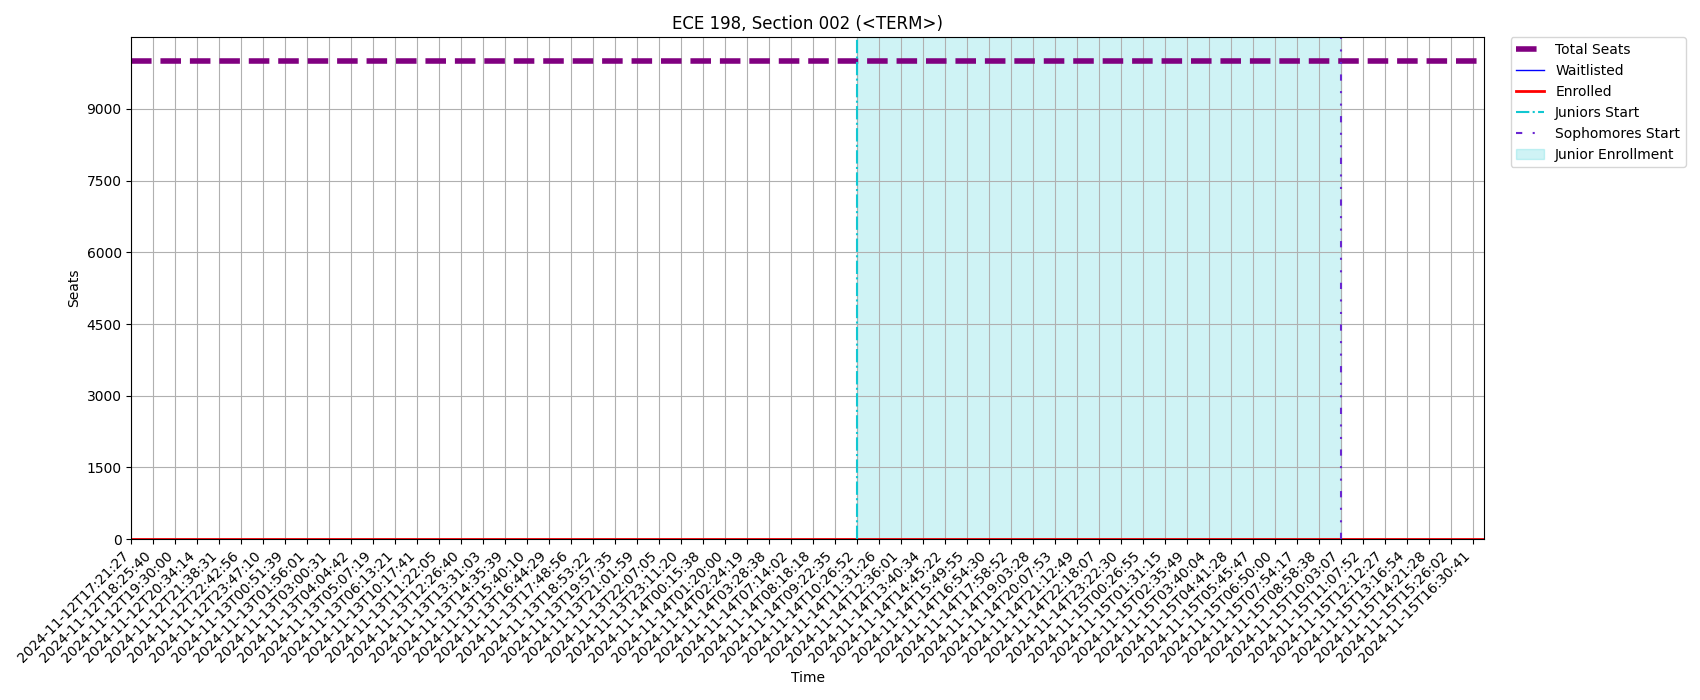 ECE 198, Section 002 (<TERM>)
Total Seats
Waitlisted
Enrolled
Juniors Start
Sophomores Start
Junior Enrollment
Seats
9000
7500
6000
4500
3000
1500
0
2024-11-12T17:21:27
2024-11-12T18:25:40
2024-11-12T19:30:00
2024-11-12T20:34:14
2024-11-12T21:38:31
2024-11-12T22:42:56
2024-11-12T23:47:10
2024-11-13T00:51:39
2024-11-13T01:56:01
2024-11-13T03:00:31
2024-11-13T04:04:42
2024-11-13T05:07:19
2024-11-13T06:13:21
2024-11-13T10:17:41
2024-11-13T11:22:05
2024-11-13T12:26:40
2024-11-13T13:31:03
2024-11-13T14:35:39
2024-11-13T15:40:10
2024-11-13T16:44:29
2024-11-13T17:48:56
2024-11-13T18:53:22
2024-11-13T19:57:35
2024-11-13T21:01:59
2024-11-13T22:07:05
2024-11-13T23:11:20
2024-11-14T00:15:38
2024-11-14T01:20:00
2024-11-14T02:24:19
2024-11-14T03:28:38
2024-11-14T07:14:02
2024-11-14T08:18:18
2024-11-14T09:22:35
2024-11-14T10:26:52
2024-11-14T11:31:26
2024-11-14T12:36:01
2024-11-14T13:40:34
2024-11-14T14:45:22
2024-11-14T15:49:55
2024-11-14T16:54:30
2024-11-14T17:58:52
2024-11-14T19:03:28
2024-11-14T20:07:53
2024-11-14T21:12:49
2024-11-14T22:18:07
2024-11-14T23:22:30
2024-11-15T00:26:55
2024-11-15T01:31:15
2024-11-15T02:35:49
2024-11-15T03:40:04
2024-11-15T04:41:28
2024-11-15T05:45:47
2024-11-15T06:50:00
2024-11-15T07:54:17
2024-11-15T08:58:38
2024-11-15T10:03:07
2024-11-15T11:07:52
2024-11-15T12:12:27
2024-11-15T13:16:54
2024-11-15T14:21:28
2024-11-15T15:26:02
2024-11-15T16:30:41
Time